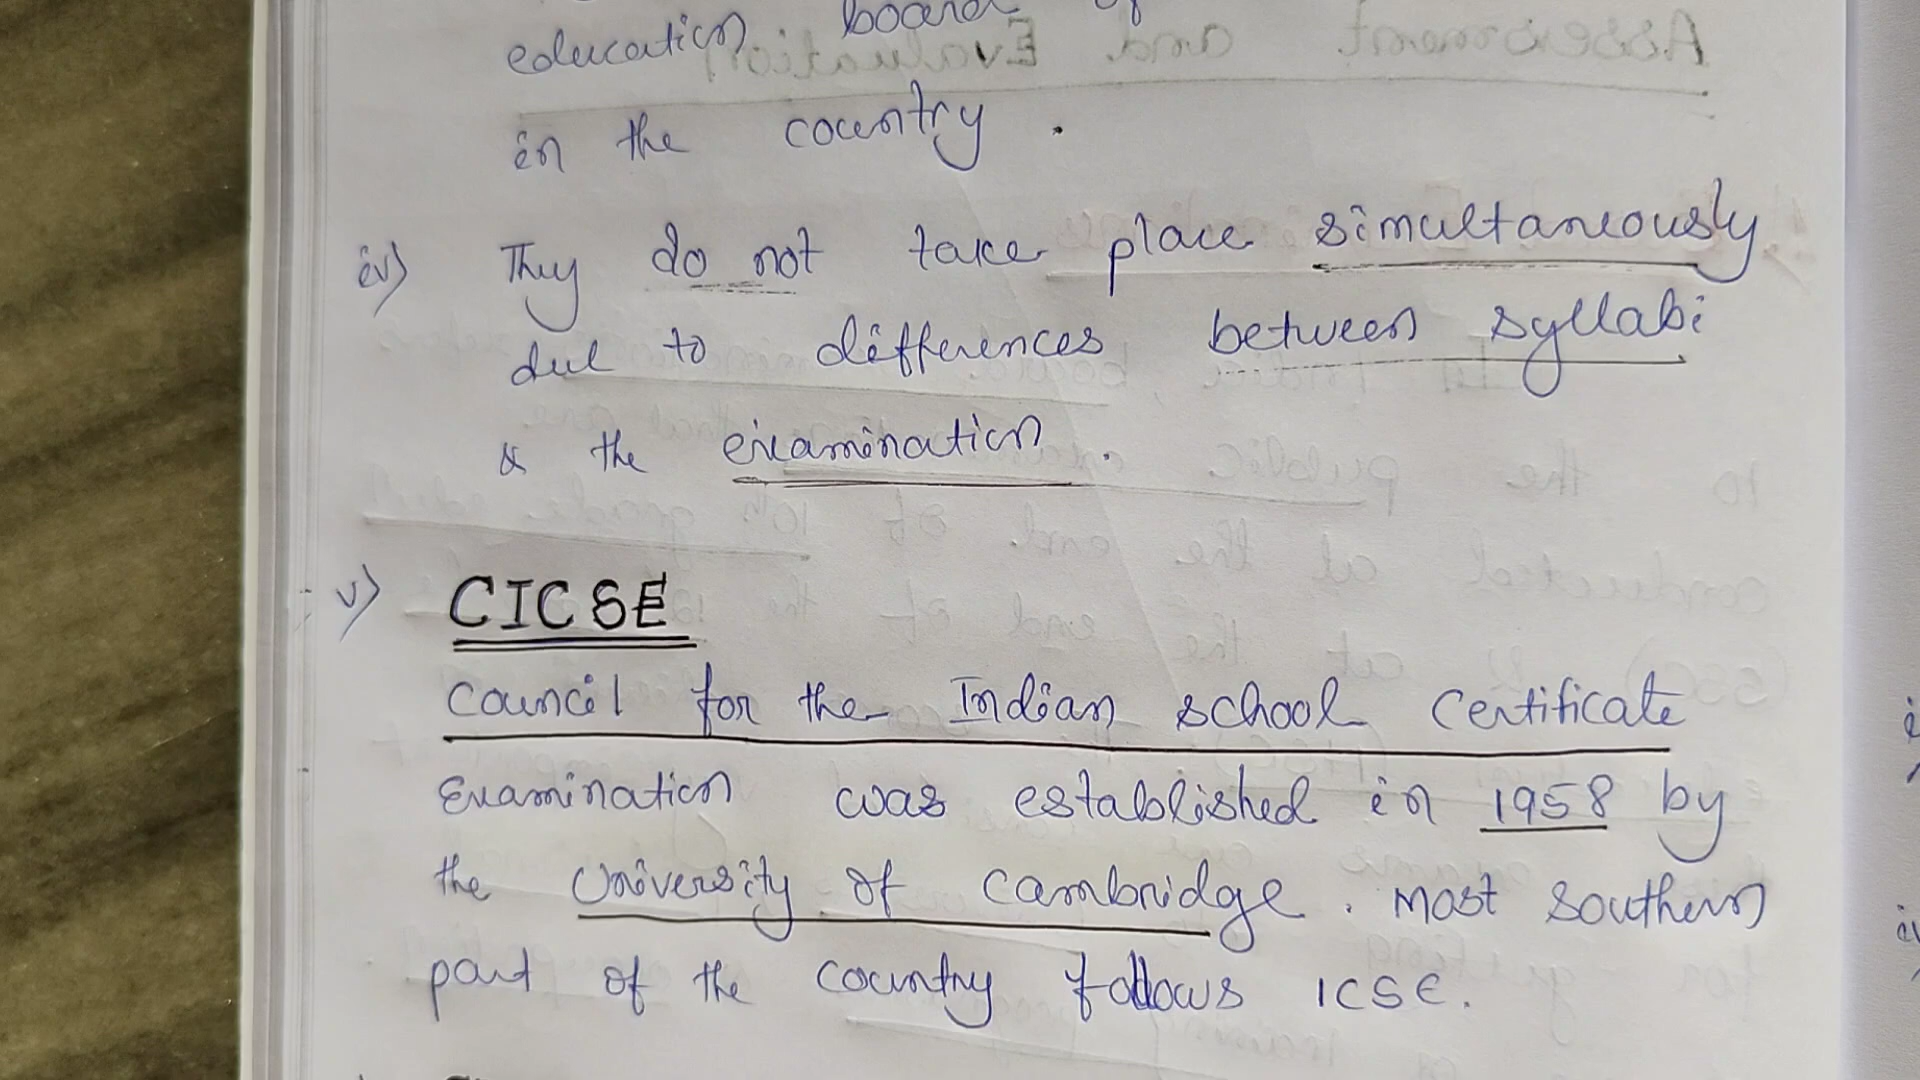 education board of
in the country .
iv) They do not take place simultaneously
due to differences between syllabi
& the examination .
v) CICSE
Council for the Indian school Certificate
Examination was established in 1958 by
the University of Cambridge . Most southern
part of the country follows ICSE.